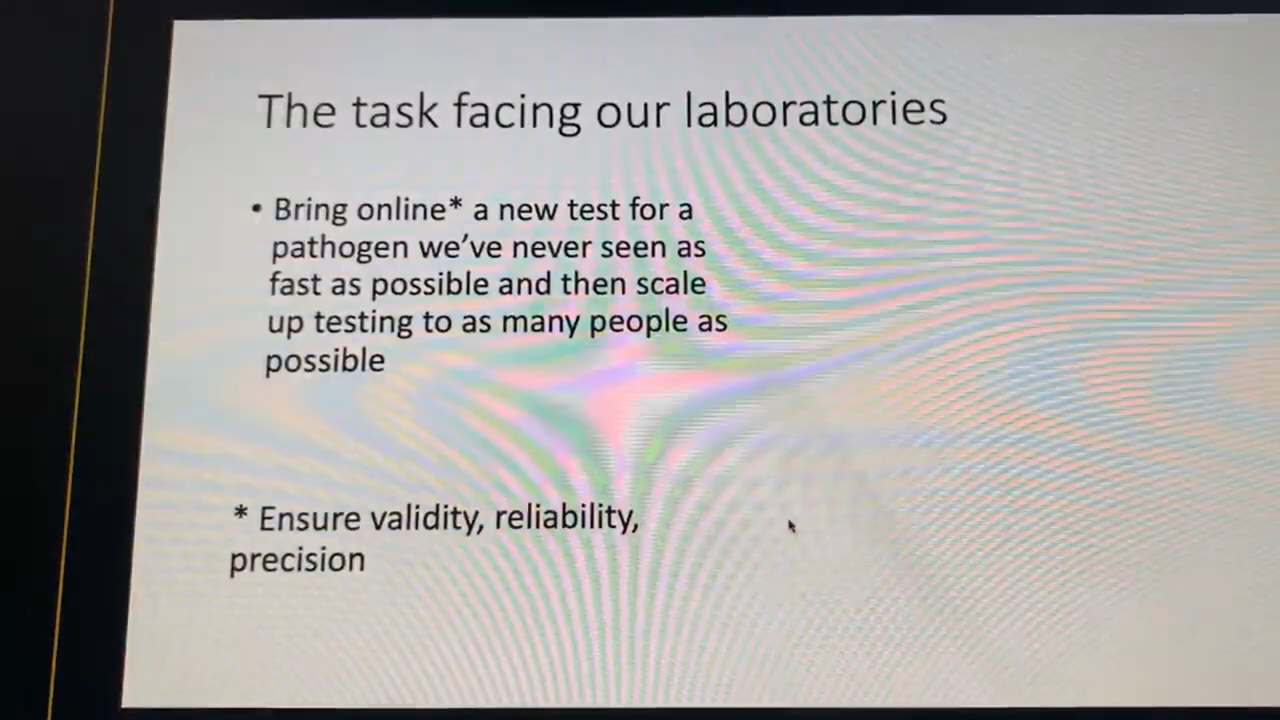 The task facing our laboratories
• Bring online* a new test for a
pathogen we’ve never seen as
fast as possible and then scale
up testing to as many people as
possible
* Ensure validity, reliability,
precision